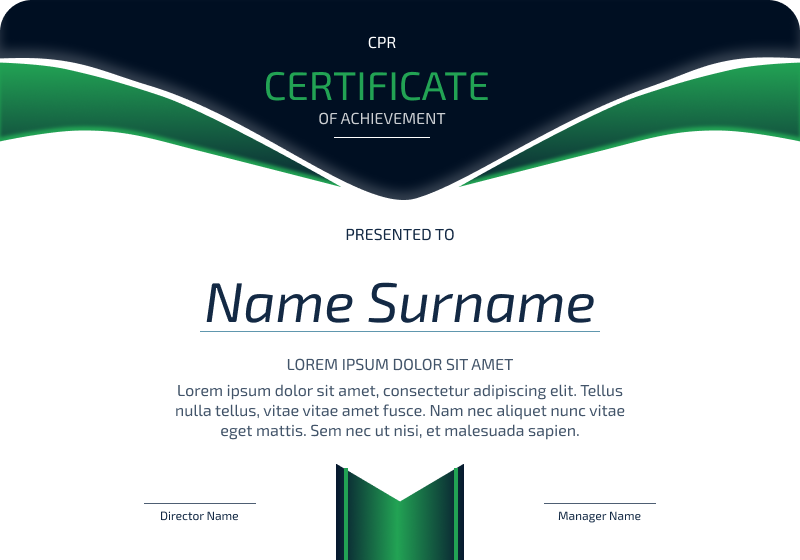 CPR
CERTIFICATE
OF ACHIEVEMENT
PRESENTED TO
Name Surname
LOREM IPSUM DOLOR SIT AMET
Lorem ipsum dolor sit amet, consectetur adipiscing elit. Tellus
nulla tellus, vitae vitae amet fusce. Nam nec aliquet nunc vitae
eget mattis. Sem nec ut nisi, et malesuada sapien.
Director Name
Manager Name